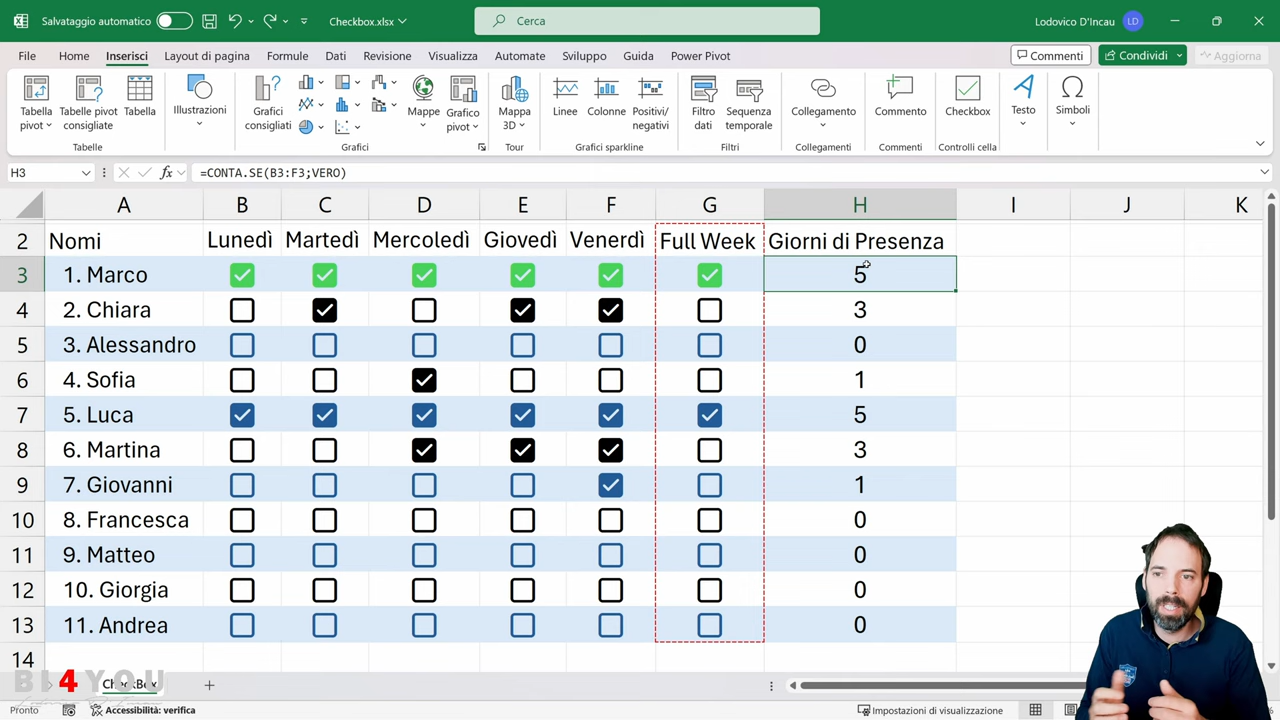 Salvataggio automatico
Checkbox.xlsx
Cerca
Lodovico D'Incau LD
File Home Inserisci Layout di pagina Formule Dati Revisione Visualizza Automate Sviluppo Guida Power Pivot
Commenti Condividi Aggiorna
Tabella pivot
Tabelle pivot consigliate
Tabella
Illustrazioni
Grafici consigliati
Mappe
Grafico pivot
Mappa 3D
Linee
Colonne
Positivi/negativi
Filtro dati
Sequenza temporale
Collegamento
Commento
Checkbox
Testo
Simboli
Tabelle Grafici Tour Grafici sparkline Filtri Collegamenti Commenti Controlli cella
H3 fx =CONTA.SE(B3:F3;VERO)
A B C D E F G H I J K
2 Nomi Lunedì Martedì Mercoledì Giovedì Venerdì Full Week Giorni di Presenza
3 1. Marco 5
4 2. Chiara 3
5 3. Alessandro 0
6 4. Sofia 1
7 5. Luca 5
8 6. Martina 3
9 7. Giovanni 1
10 8. Francesca 0
11 9. Matteo 0
12 10. Giorgia 0
13 11. Andrea 0
14
BI4YOU
CheckBox
Pronto Accessibilità: verifica Impostazioni di visualizzazione